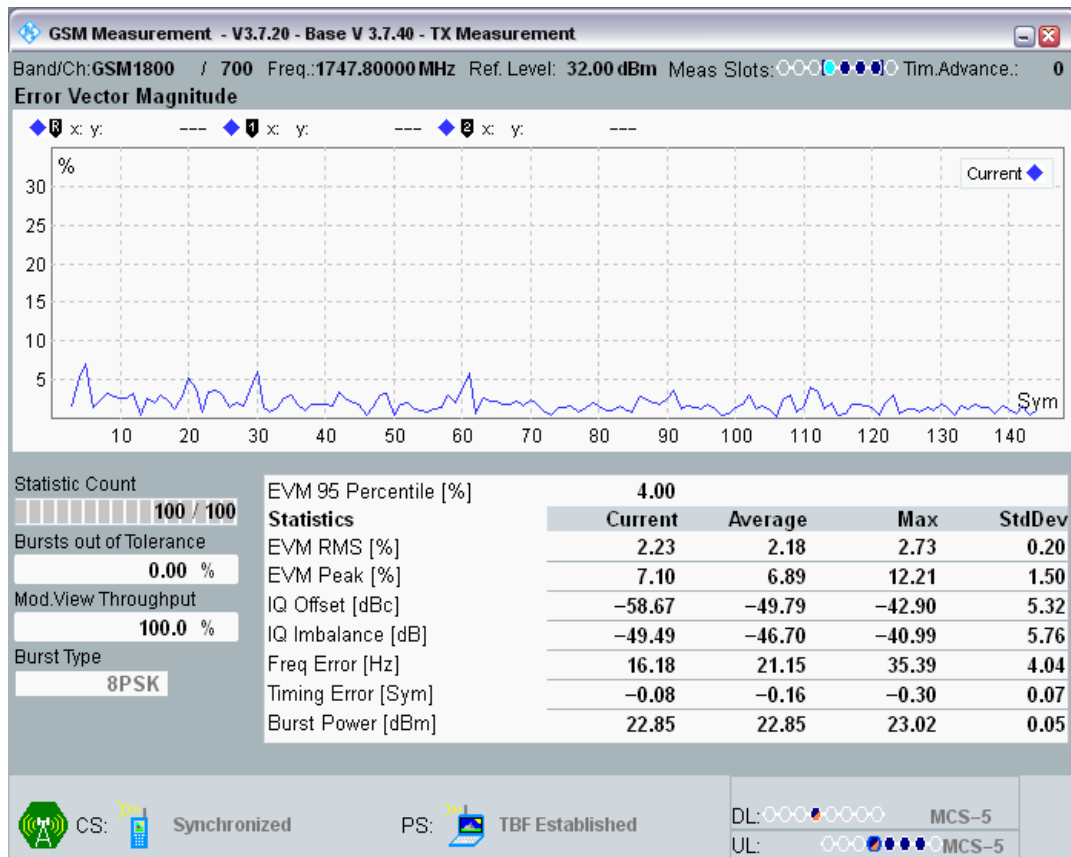 GSM Measurement - V3.7.20 - Base V 3.7.40 - TX Measurement
Band/Ch:GSM1800 / 700 Freq.:1747.80000 MHz Ref. Level: 32.00 dBm Meas Slots: Tim.Advance.: 0
Error Vector Magnitude
R x: y: --- 1 x: y: --- 2 x: y: ---
%
Current
30
25
20
15
10
5
Sym
10 20 30 40 50 60 70 80 90 100 110 120 130 140
Statistic Count
100 / 100
Bursts out of Tolerance
0.00 %
Mod.View Throughput
100.0 %
Burst Type
8PSK
EVM 95 Percentile [%] 4.00
Statistics Current Average Max StdDev
EVM RMS [%] 2.23 2.18 2.73 0.20
EVM Peak [%] 7.10 6.89 12.21 1.50
IQ Offset [dBc] −58.67 −49.79 −42.90 5.32
IQ Imbalance [dB] −49.49 −46.70 −40.99 5.76
Freq Error [Hz] 16.18 21.15 35.39 4.04
Timing Error [Sym] −0.08 −0.16 −0.30 0.07
Burst Power [dBm] 22.85 22.85 23.02 0.05
CS: Synchronized PS: TBF Established
DL: MCS−5
UL: MCS−5